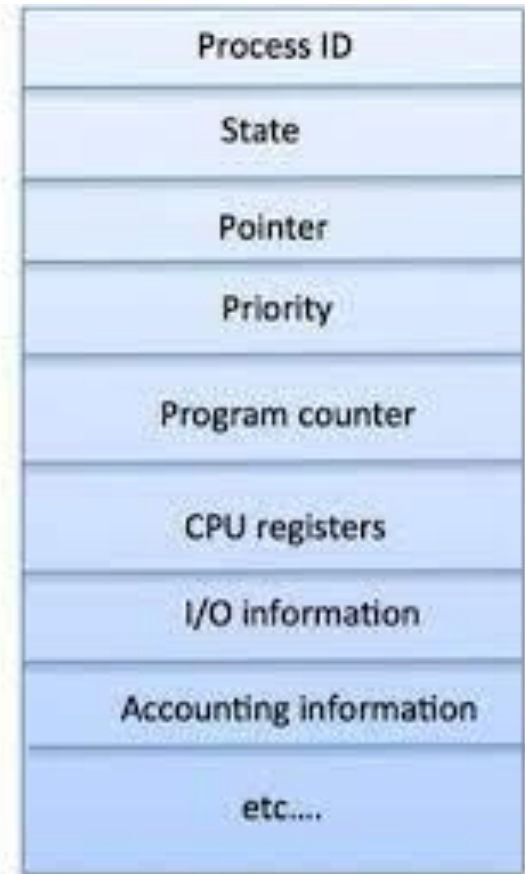 Process ID
State
Pointer
Priority
Program counter
CPU registers
I/O information
Accounting information
etc....